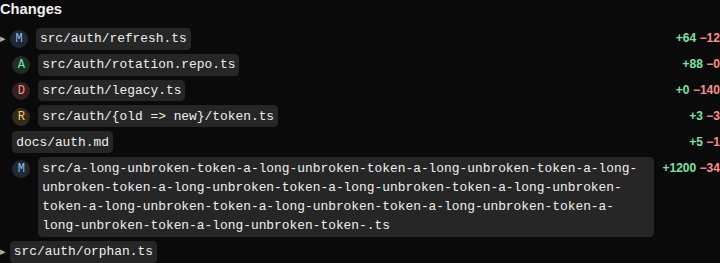 Changes
▸ M src/auth/refresh.ts +64 −12
A src/auth/rotation.repo.ts +88 −0
D src/auth/legacy.ts +0 −140
R src/auth/{old => new}/token.ts +3 −3
docs/auth.md +5 −1
M src/a-long-unbroken-token-a-long-unbroken-token-a-long-unbroken-token-a-long- +1200 −34
unbroken-token-a-long-unbroken-token-a-long-unbroken-token-a-long-unbroken-
token-a-long-unbroken-token-a-long-unbroken-token-a-long-unbroken-token-a-
long-unbroken-token-a-long-unbroken-token-.ts
▸ src/auth/orphan.ts